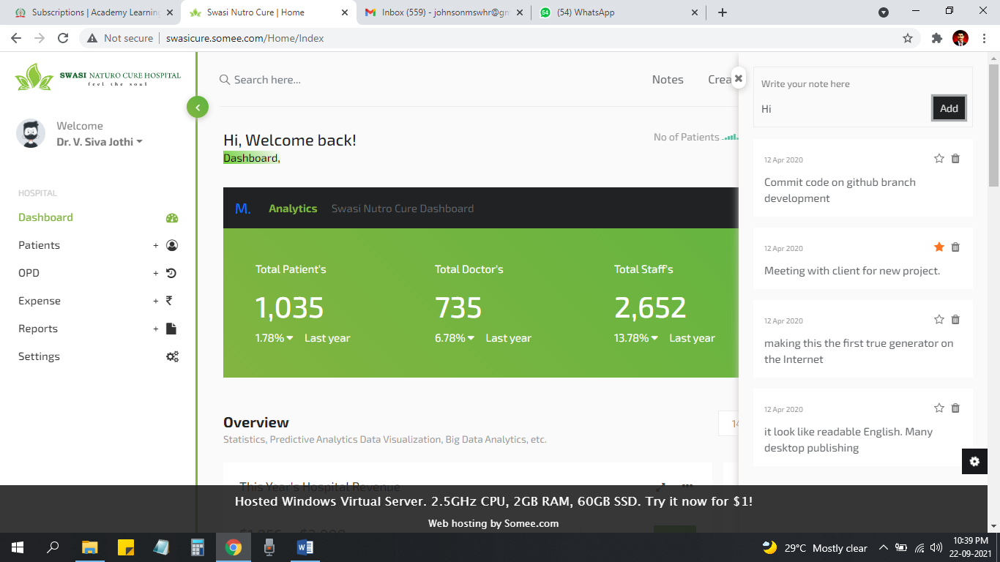 Subscriptions | Academy Learning
Swasi Nutro Cure | Home
Inbox (559) - johnsonmswhr@gm
54
(54) WhatsApp
Not secure
swasicure.somee.com/Home/Index
SWASI NATURO CURE HOSPITAL
feel the soul
Search here...
Notes
Crea
Write your note here
Hi
Add
Welcome
Dr. V. Siva Jothi
Hi, Welcome back!
Dashboard,
No of Patients
HOSPITAL
Dashboard
Patients +
OPD +
Expense + ₹
Reports +
Settings
M. Analytics Swasi Nutro Cure Dashboard
Total Patient's
1,035
1.78% Last year
Total Doctor's
735
6.78% Last year
Total Staff's
2,652
13.78% Last year
12 Apr 2020
Commit code on github branch
development
12 Apr 2020
Meeting with client for new project.
12 Apr 2020
making this the first true generator on
the Internet
12 Apr 2020
it look like readable English. Many
desktop publishing
Overview
Statistics, Predictive Analytics Data Visualization, Big Data Analytics, etc.
14
This Year's Hospital Revenue
Hosted Windows Virtual Server. 2.5GHz CPU, 2GB RAM, 60GB SSD. Try it now for $1!
Web hosting by Somee.com
29°C Mostly clear
10:39 PM
22-09-2021